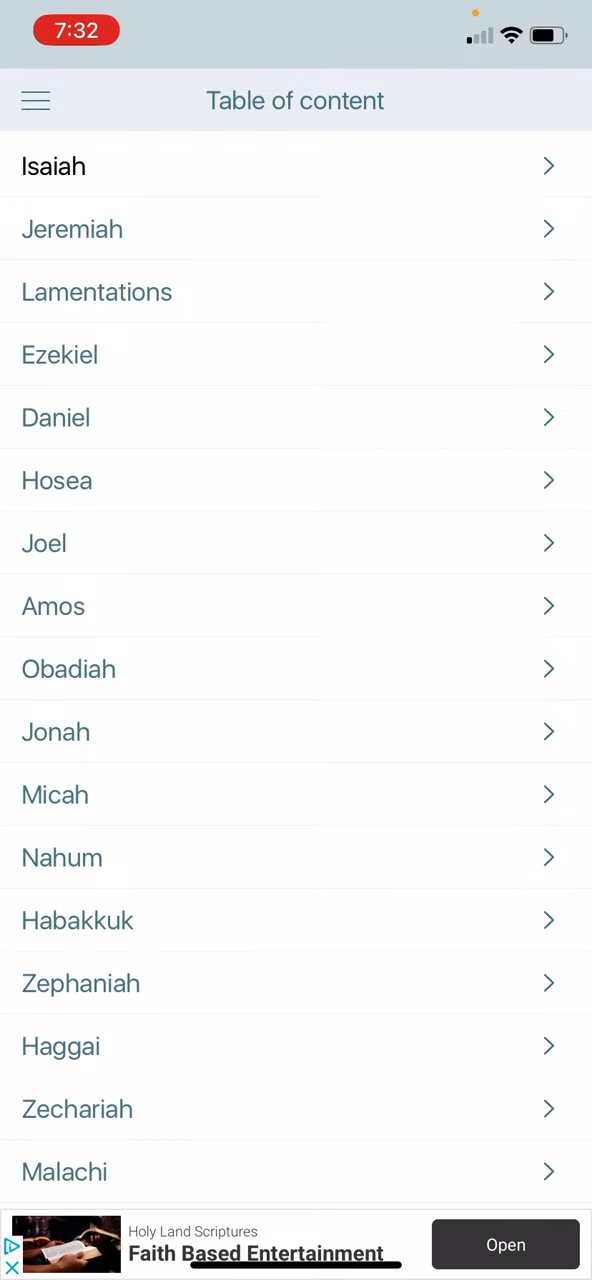 7:32
Table of content
Isaiah
Jeremiah
Lamentations
Ezekiel
Daniel
Hosea
Joel
Amos
Obadiah
Jonah
Micah
Nahum
Habakkuk
Zephaniah
Haggai
Zechariah
Malachi
Holy Land Scriptures
Faith Based Entertainment
Open